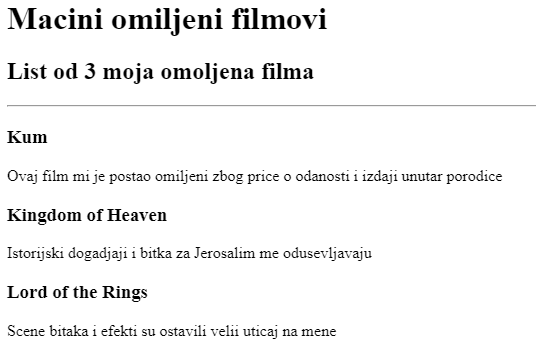 Macini omiljeni filmovi
List od 3 moja omoljena filma
Kum
Ovaj film mi je postao omiljeni zbog price o odanosti i izdaji unutar porodice
Kingdom of Heaven
Istorijski dogadjaji i bitka za Jerosalim me odusevljavaju
Lord of the Rings
Scene bitaka i efekti su ostavili velii uticaj na mene